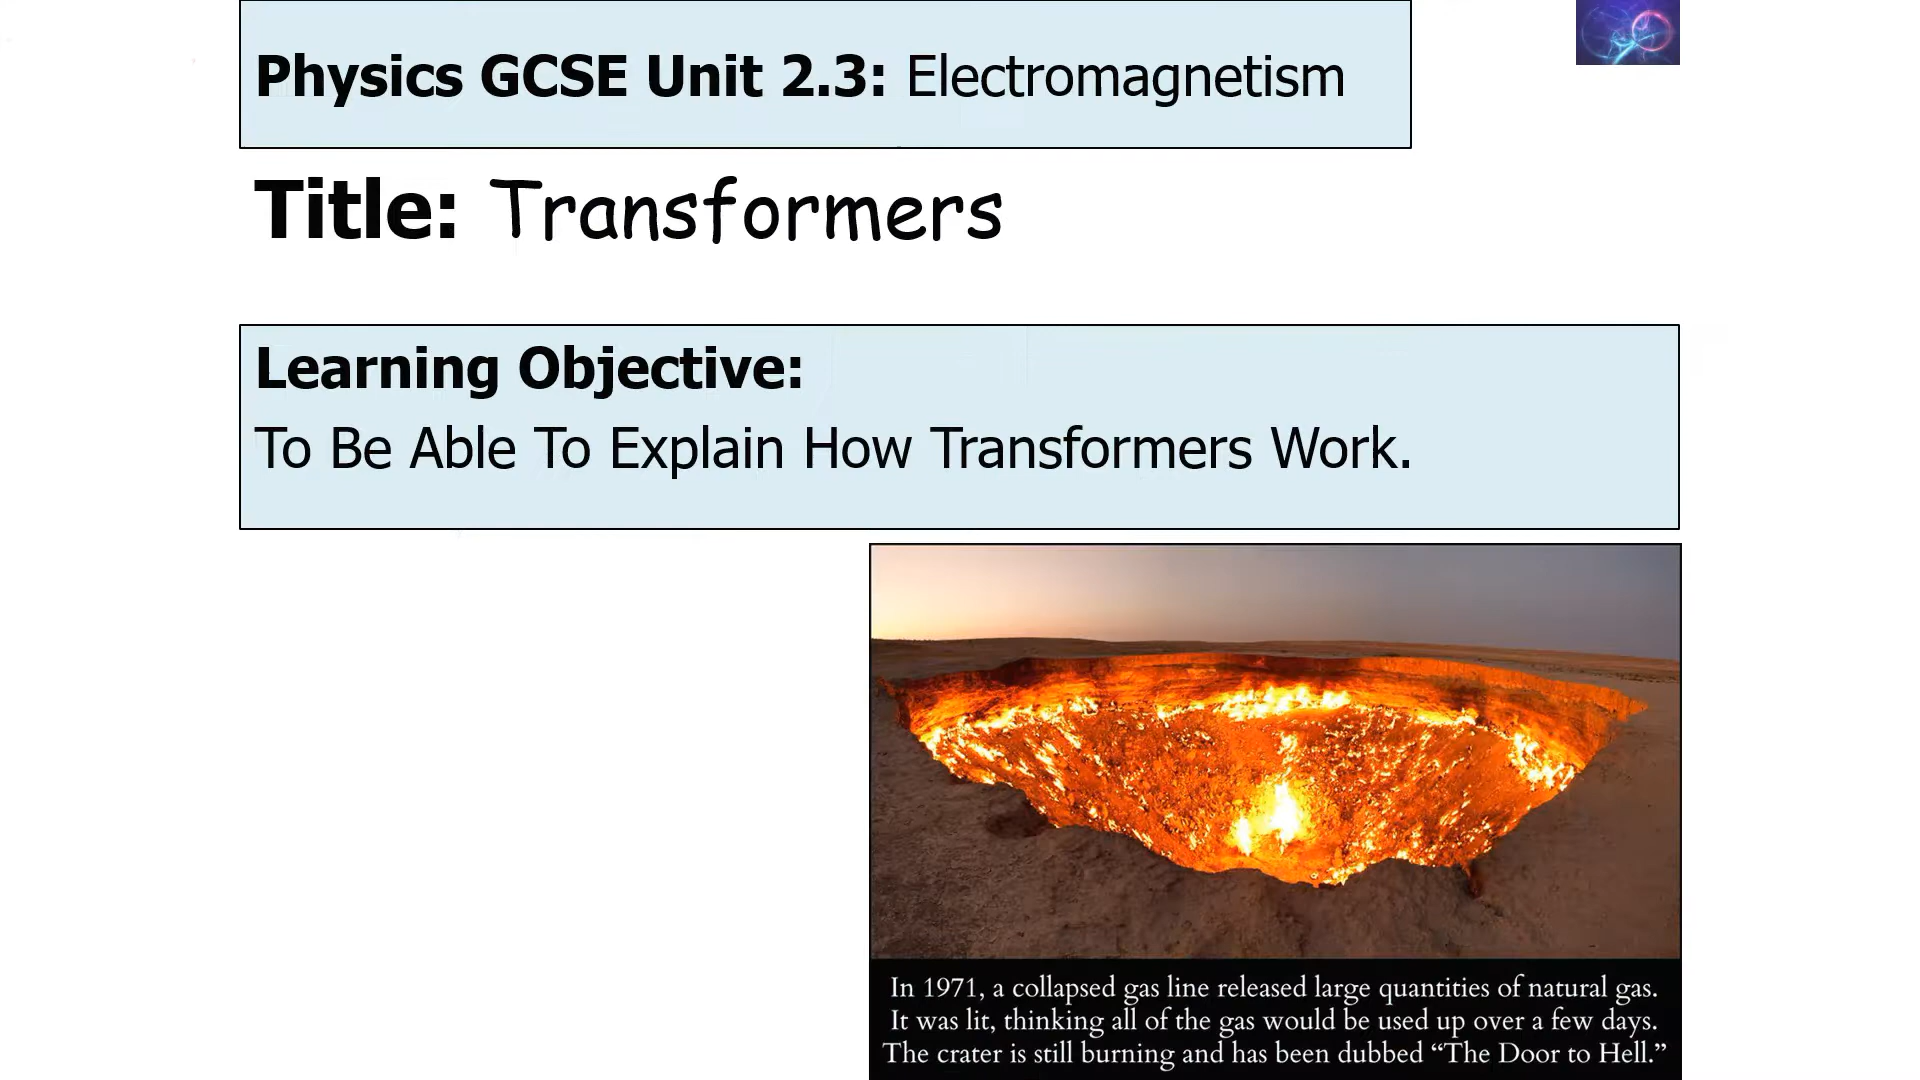 Physics GCSE Unit 2.3: Electromagnetism
Title: Transformers
Learning Objective:
To Be Able To Explain How Transformers Work.
In 1971, a collapsed gas line released large quantities of natural gas.
It was lit, thinking all of the gas would be used up over a few days.
The crater is still burning and has been dubbed “The Door to Hell.”